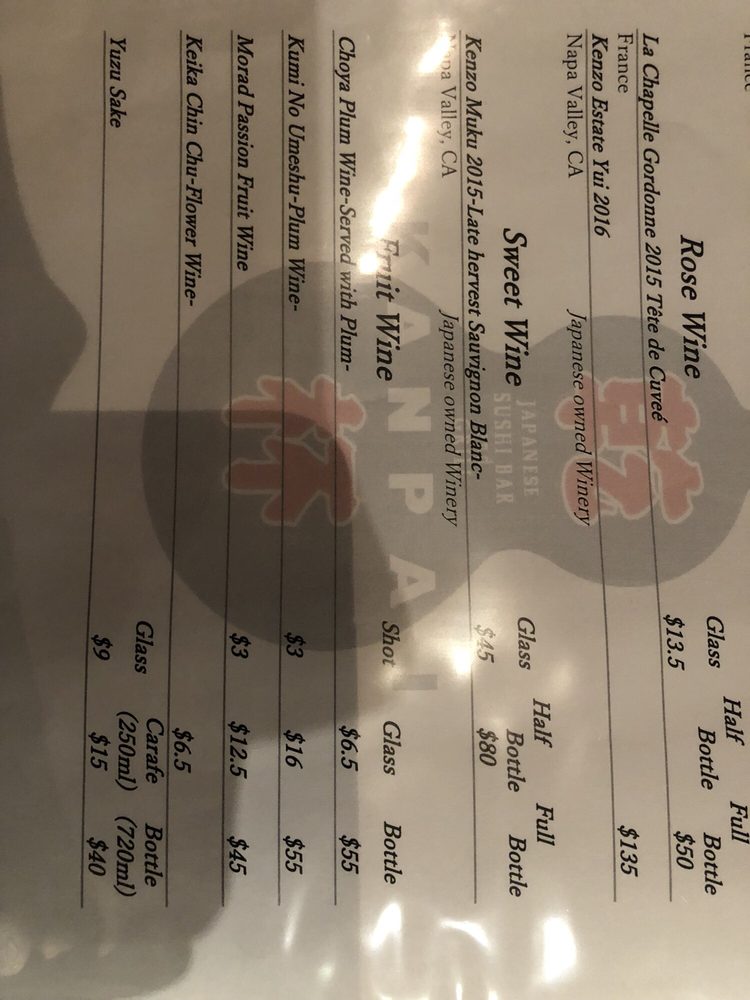 France
Rose Wine
Half Full
Glass Bottle Bottle
La Chapelle Gordonne 2015 Tête de Cuveé $13.5 $50
France
Kenzo Estate Yui 2016 $135
Napa Valley, CA Japanese owned Winery
Sweet Wine
Half Full
Glass Bottle Bottle
Kenzo Muku 2015-Late hervest Sauvignon Blanc- $45 $80
Napa Valley, CA Japanese owned Winery
Fruit Wine Shot Glass Bottle
Choya Plum Wine-Served with Plum- $6.5 $55
Kumi No Umeshu-Plum Wine- $3 $16 $55
Morad Passion Fruit Wine $3 $12.5 $45
Keika Chin Chu-Flower Wine- $6.5
Glass Carafe Bottle
(250ml) (720ml)
Yuzu Sake $9 $15 $40
JAPANESE
SUSHI BAR
KANPAI
乾杯